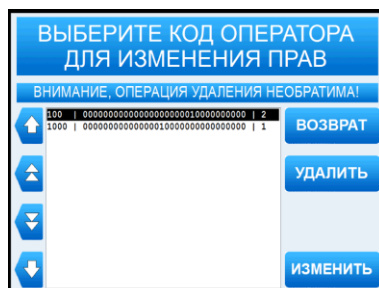 ВЫБЕРИТЕ КОД ОПЕРАТОРА
ДЛЯ ИЗМЕНЕНИЯ ПРАВ
ВНИМАНИЕ, ОПЕРАЦИЯ УДАЛЕНИЯ НЕОБРАТИМА!
100 | 00000000000000000000010000000000 | 2
1000 | 00000000000000010000000000000000 | 1
ВОЗВРАТ
УДАЛИТЬ
ИЗМЕНИТЬ